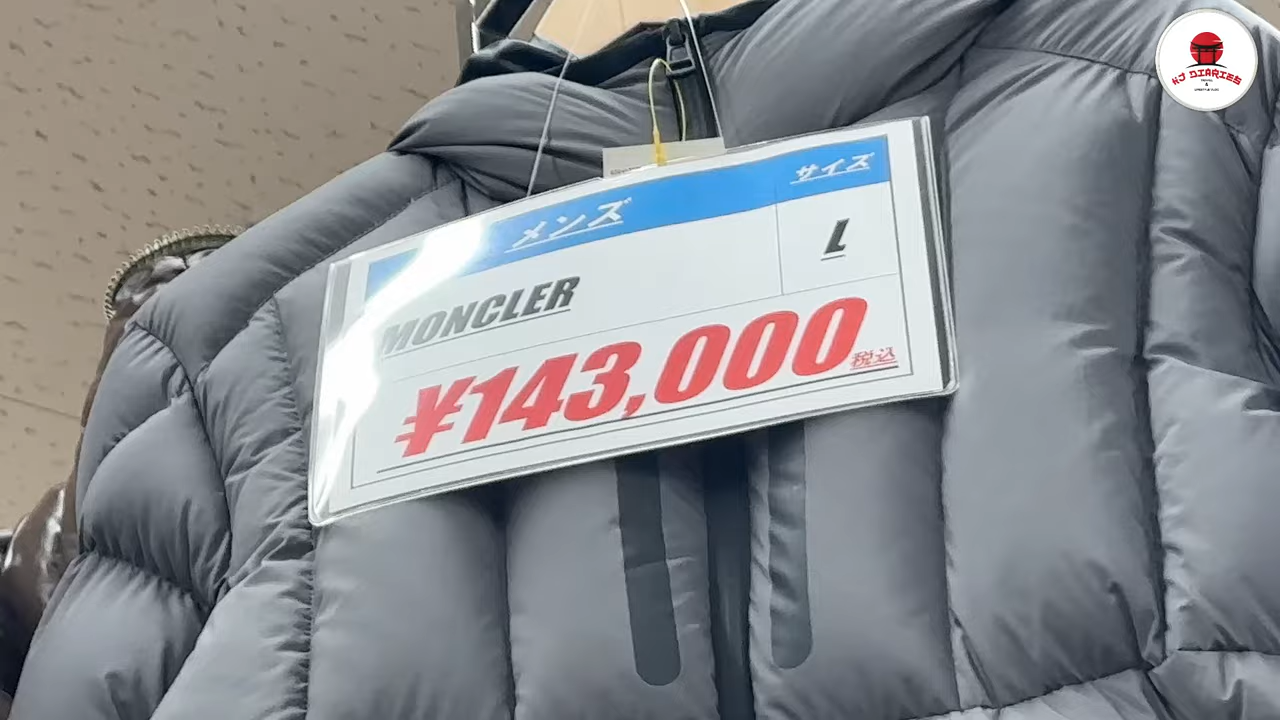 メンズ サイズ
MONCLER L
¥143,000 税込
KJ DIARIES